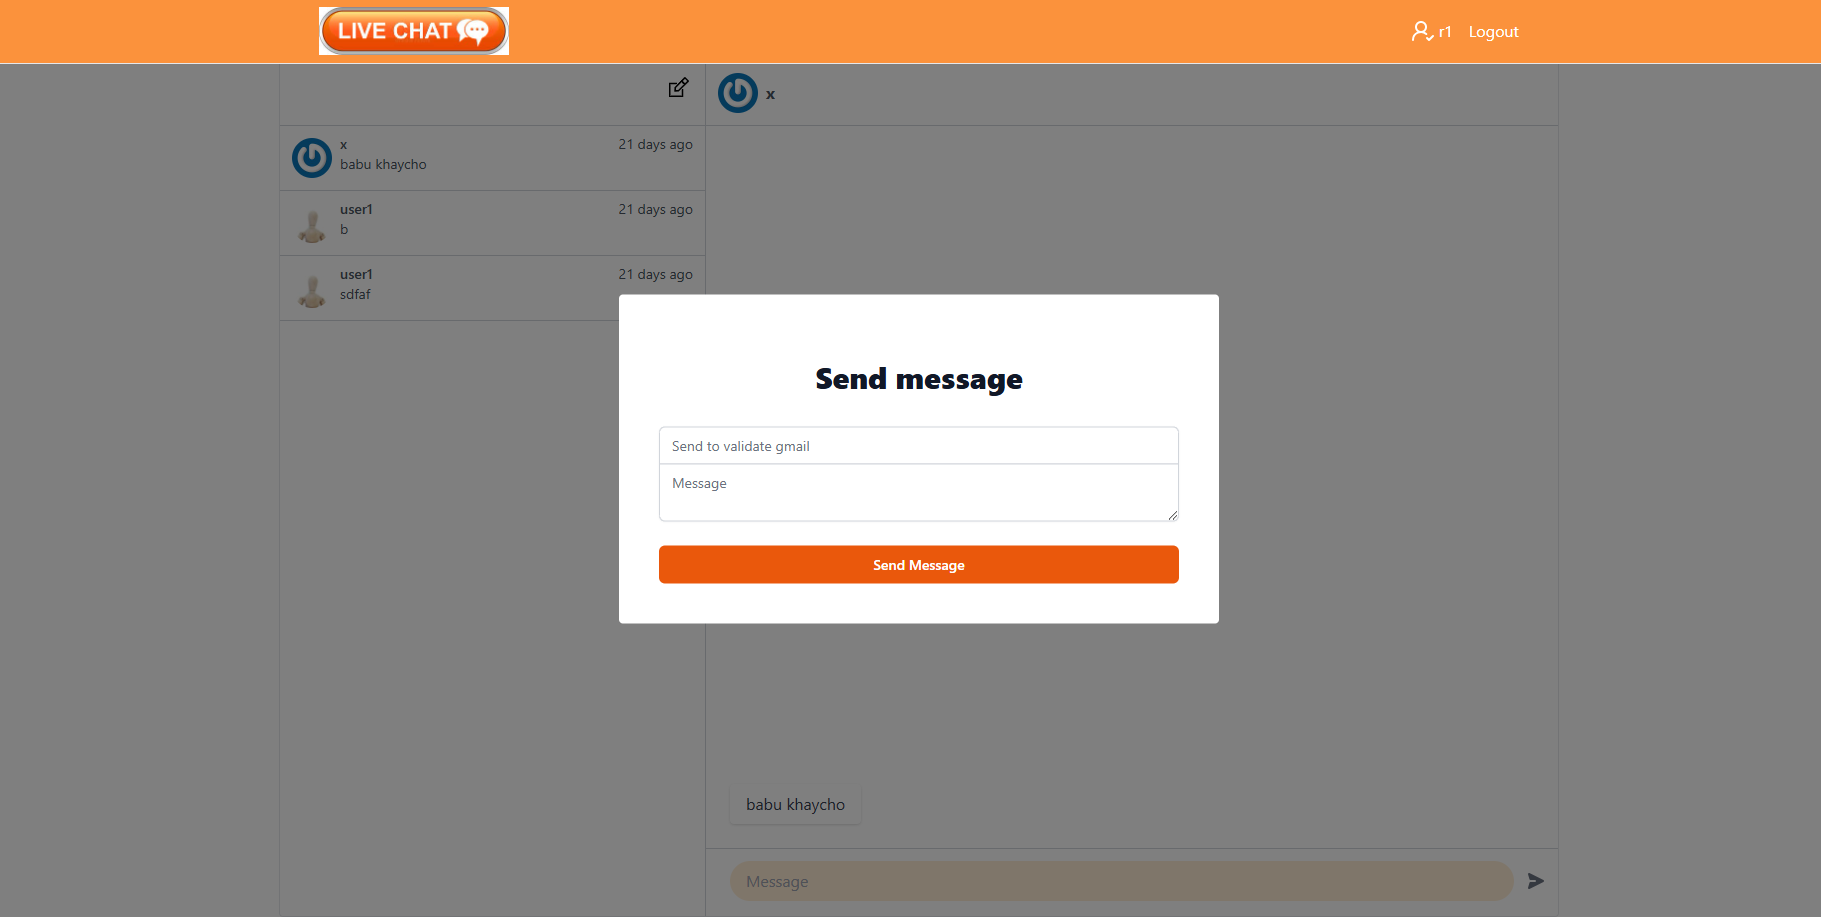 LIVE CHAT
r1
Logout
x
babu khaycho
21 days ago
user1
b
21 days ago
user1
sdfaf
21 days ago
x
Send message
Send to validate gmail
Message
Send Message
babu khaycho
Message